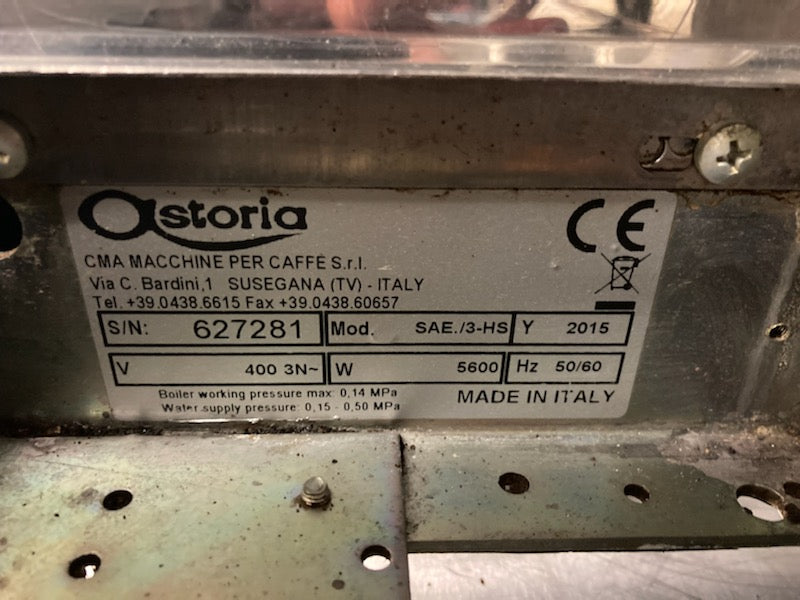 astoria
CE
CMA MACCHINE PER CAFFÈ S.r.l.
Via C. Bardini,1 SUSEGANA (TV) - ITALY
Tel. +39.0438.6615 Fax +39.0438.60657
S/N: 627281 Mod. SAE./3-HS Y 2015
V 400 3N~ W 5600 Hz 50/60
Boiler working pressure max: 0,14 MPa
Water supply pressure: 0,15 - 0,50 MPa
MADE IN ITALY